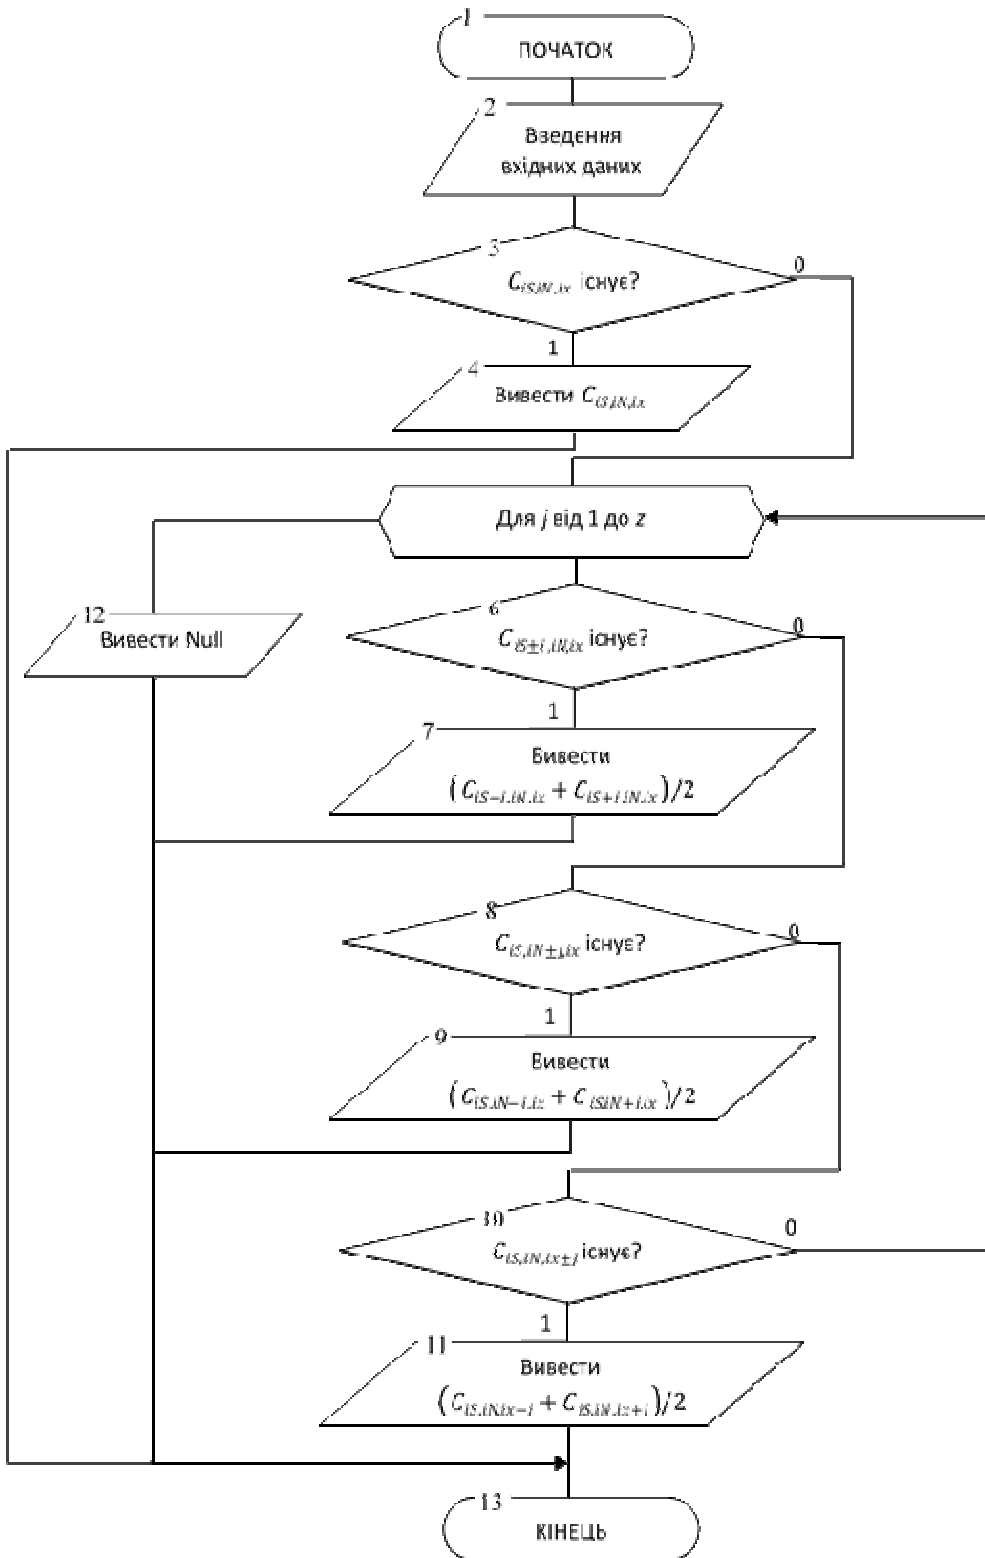 1
ПОЧАТОК
2
Введення
вхідних даних
3
C_{iS,iN,ix} існує?
0
1
4
Вивести C_{iS,iN,ix}
Для j від 1 до z
12
Вивести Null
6
C_{iS±j,iN,ix} існує?
0
1
7
Вивести
(C_{iS−j,iN,ix} + C_{iS+j,iN,ix})/2
8
C_{iS,iN±j,ix} існує?
0
1
9
Вивести
(C_{iS,iN−j,ix} + C_{iS,iN+j,ix})/2
10
C_{iS,iN,ix±j} існує?
0
1
11
Вивести
(C_{iS,iN,ix−j} + C_{iS,iN,ix+j})/2
13
КІНЕЦЬ